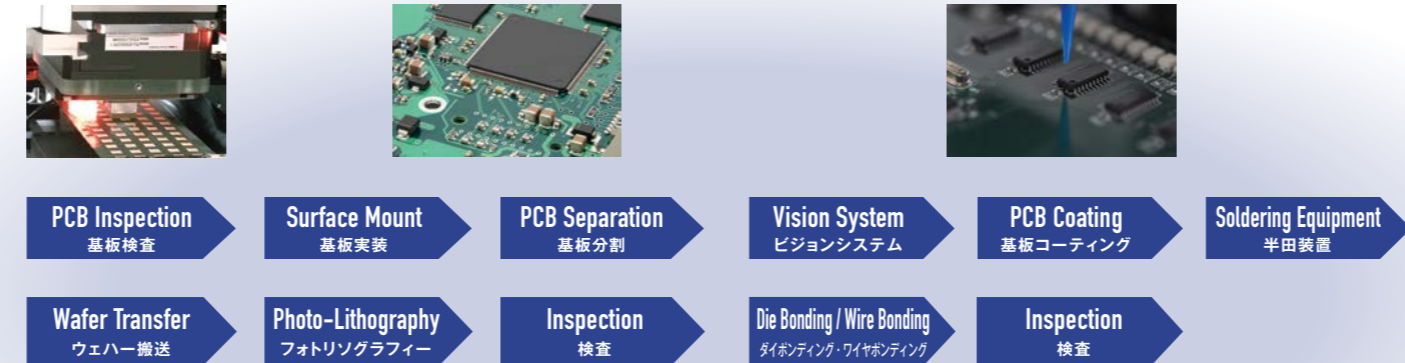 PCB Inspection
基板検査
Surface Mount
基板実装
PCB Separation
基板分割
Vision System
ビジョンシステム
PCB Coating
基板コーティング
Soldering Equipment
半田装置
Wafer Transfer
ウェハー搬送
Photo-Lithography
フォトリソグラフィー
Inspection
検査
Die Bonding / Wire Bonding
ダイボンディング・ワイヤボンディング
Inspection
検査